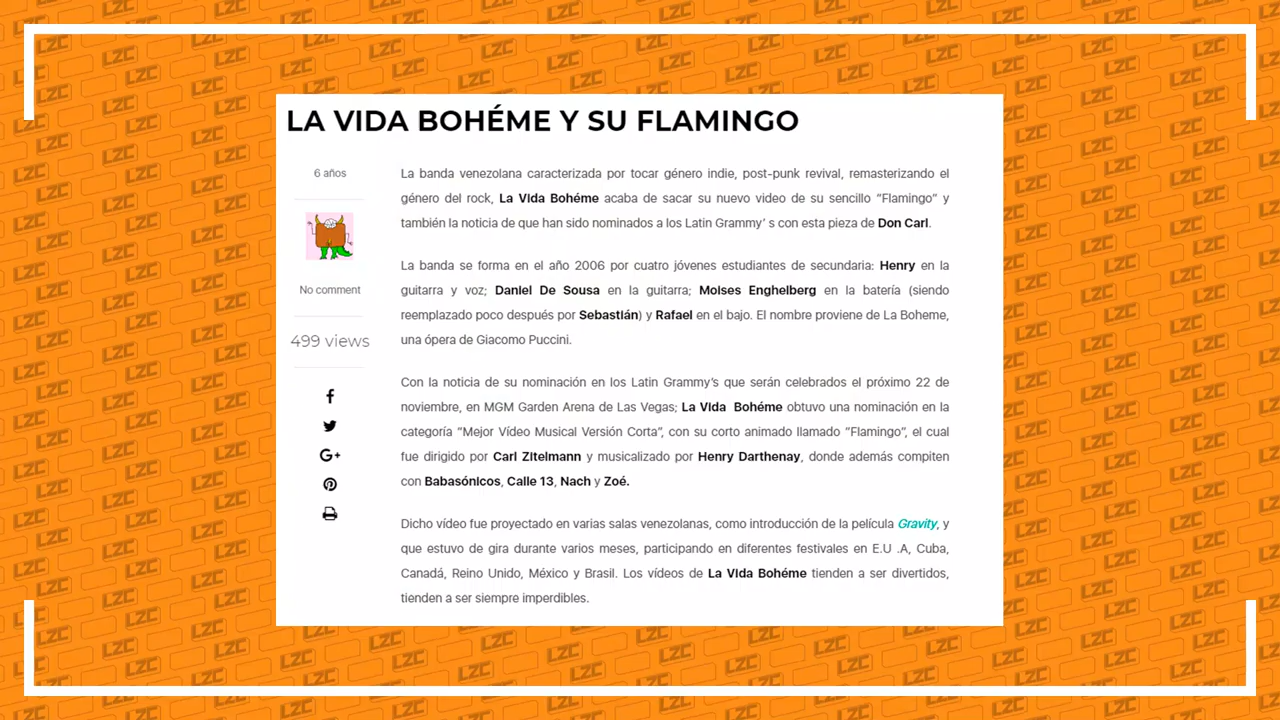 LA VIDA BOHÉME Y SU FLAMINGO
6 años
No comment
499 views
La banda venezolana caracterizada por tocar género indie, post-punk revival, remasterizando el
género del rock, La Vida Bohéme acaba de sacar su nuevo video de su sencillo “Flamingo” y
también la noticia de que han sido nominados a los Latin Grammy’ s con esta pieza de Don Carl.
La banda se forma en el año 2006 por cuatro jóvenes estudiantes de secundaria: Henry en la
guitarra y voz; Daniel De Sousa en la guitarra; Moises Enghelberg en la batería (siendo
reemplazado poco después por Sebastián) y Rafael en el bajo. El nombre proviene de La Boheme,
una ópera de Giacomo Puccini.
Con la noticia de su nominación en los Latin Grammy’s que serán celebrados el próximo 22 de
noviembre, en MGM Garden Arena de Las Vegas; La Vida Bohéme obtuvo una nominación en la
categoría “Mejor Vídeo Musical Versión Corta”, con su corto animado llamado “Flamingo”, el cual
fue dirigido por Carl Zitelmann y musicalizado por Henry Darthenay, donde además compiten
con Babasónicos, Calle 13, Nach y Zoé.
Dicho vídeo fue proyectado en varias salas venezolanas, como introducción de la película Gravity, y
que estuvo de gira durante varios meses, participando en diferentes festivales en E.U .A, Cuba,
Canadá, Reino Unido, México y Brasil. Los vídeos de La Vida Bohéme tienden a ser divertidos,
tienden a ser siempre imperdibles.
LZC